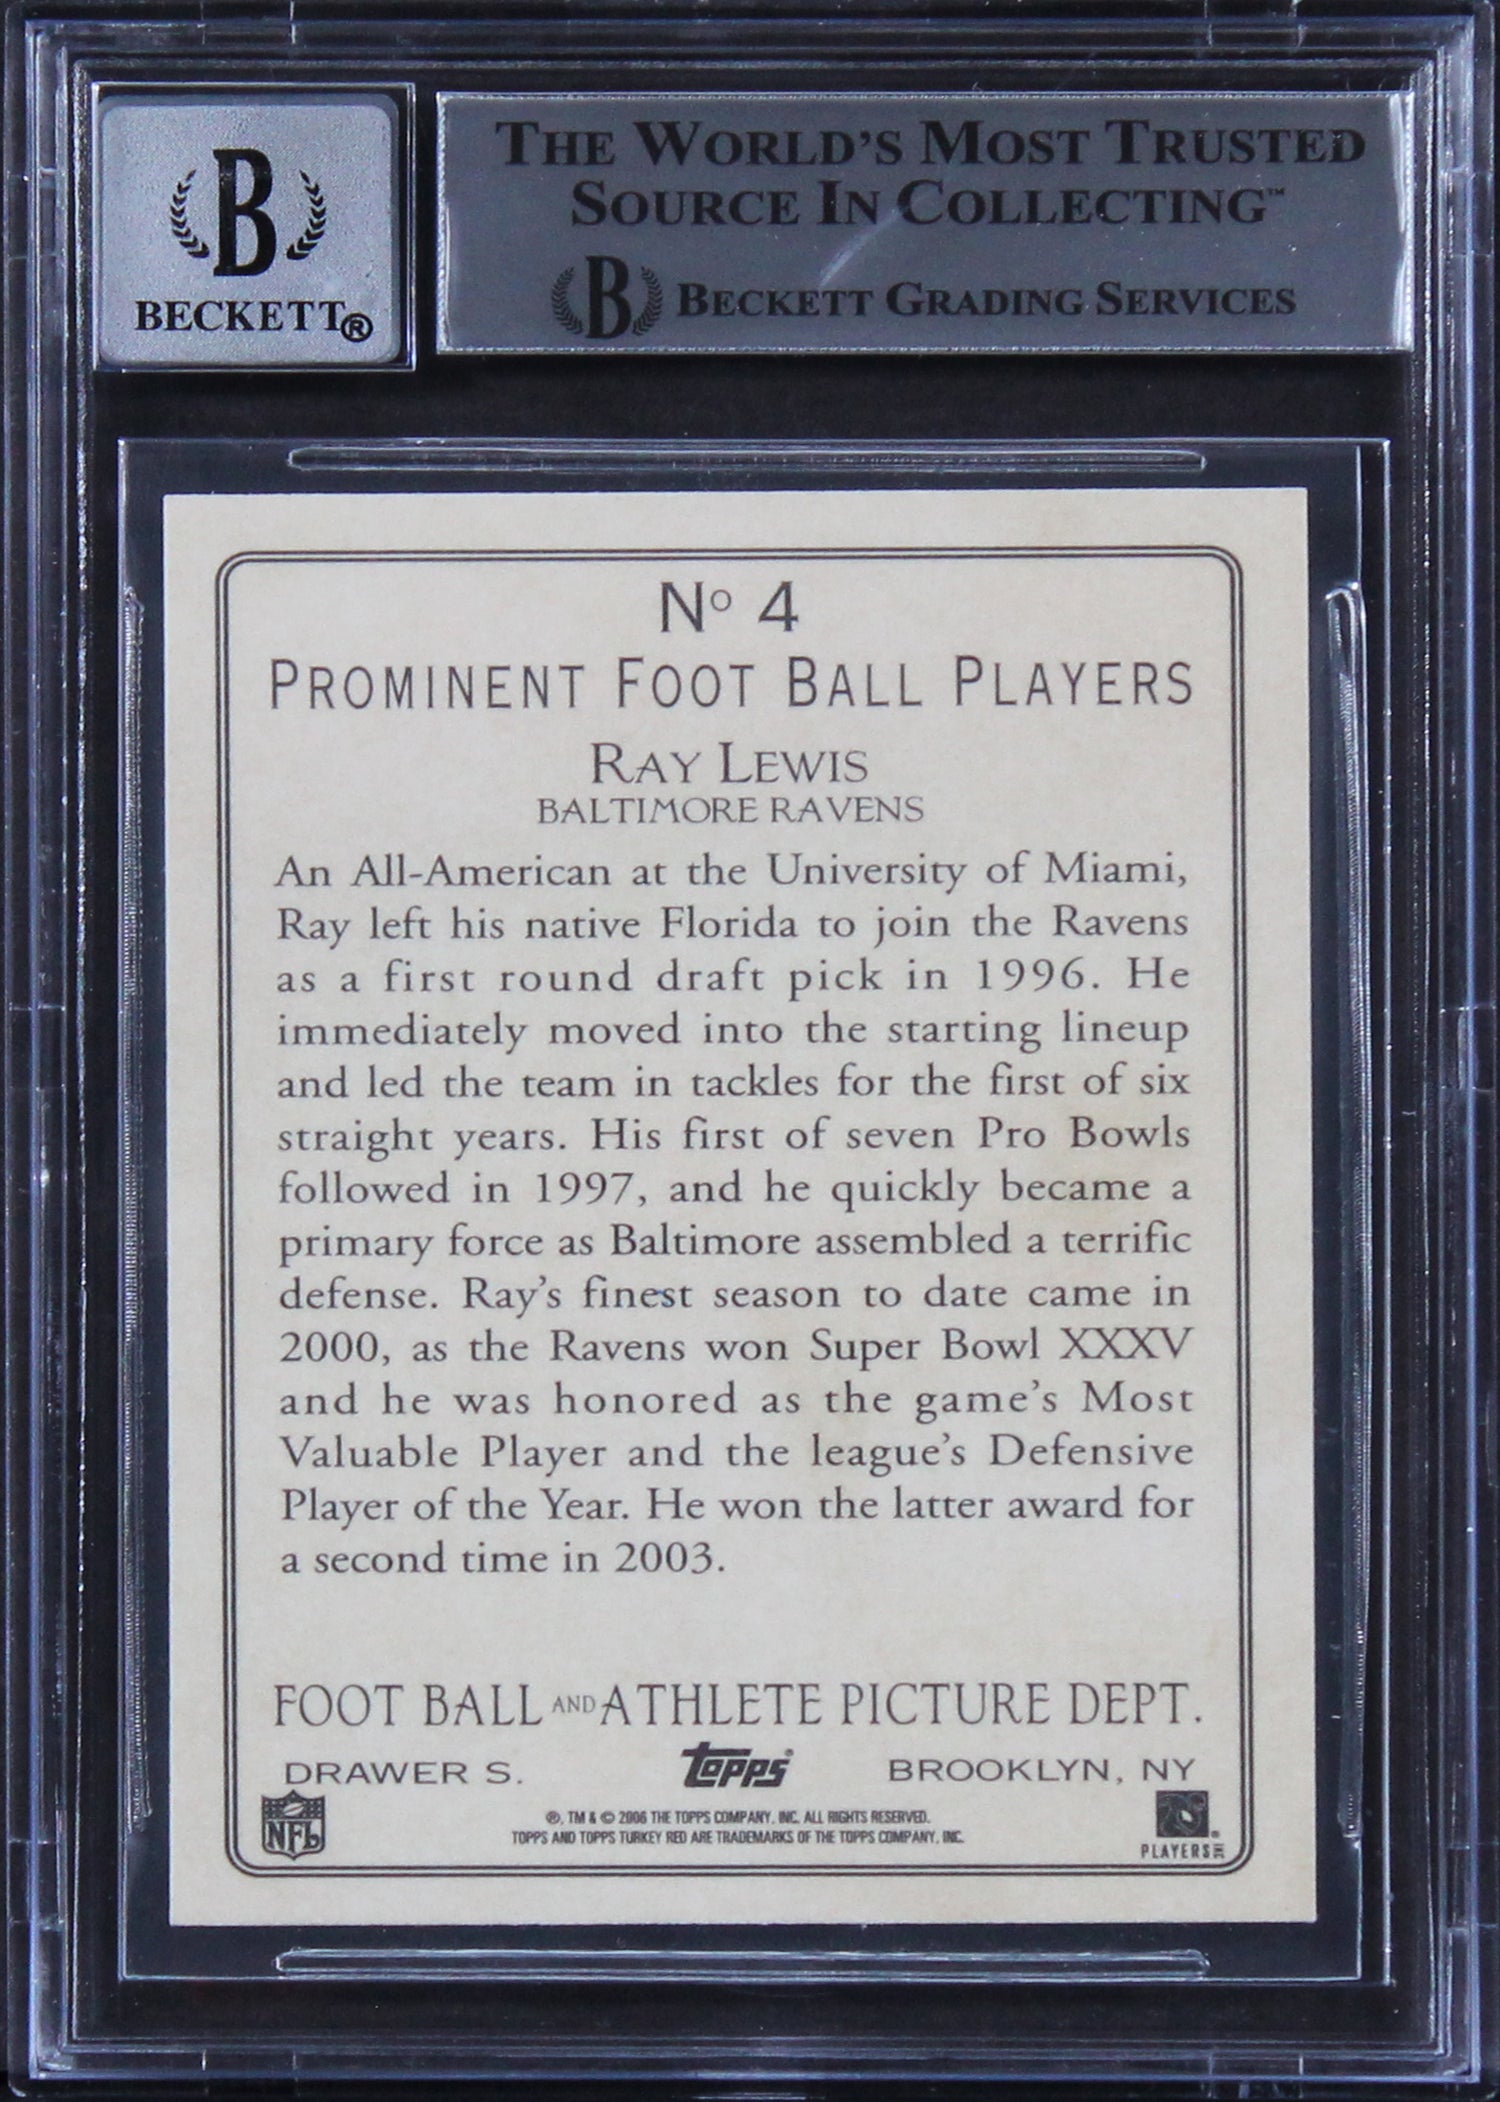 B
BECKETT®
THE WORLD'S MOST TRUSTED
SOURCE IN COLLECTING™
B BECKETT GRADING SERVICES
Nº 4
PROMINENT FOOT BALL PLAYERS
RAY LEWIS
BALTIMORE RAVENS
An All-American at the University of Miami,
Ray left his native Florida to join the Ravens
as a first round draft pick in 1996. He
immediately moved into the starting lineup
and led the team in tackles for the first of six
straight years. His first of seven Pro Bowls
followed in 1997, and he quickly became a
primary force as Baltimore assembled a terrific
defense. Ray's finest season to date came in
2000, as the Ravens won Super Bowl XXXV
and he was honored as the game's Most
Valuable Player and the league's Defensive
Player of the Year. He won the latter award for
a second time in 2003.
FOOT BALL AND ATHLETE PICTURE DEPT.
DRAWER S. Topps BROOKLYN, NY
®, TM & © 2006 THE TOPPS COMPANY, INC. ALL RIGHTS RESERVED.
TOPPS AND TOPPS TURKEY RED ARE TRADEMARKS OF THE TOPPS COMPANY, INC.
NFL
PLAYERS INC